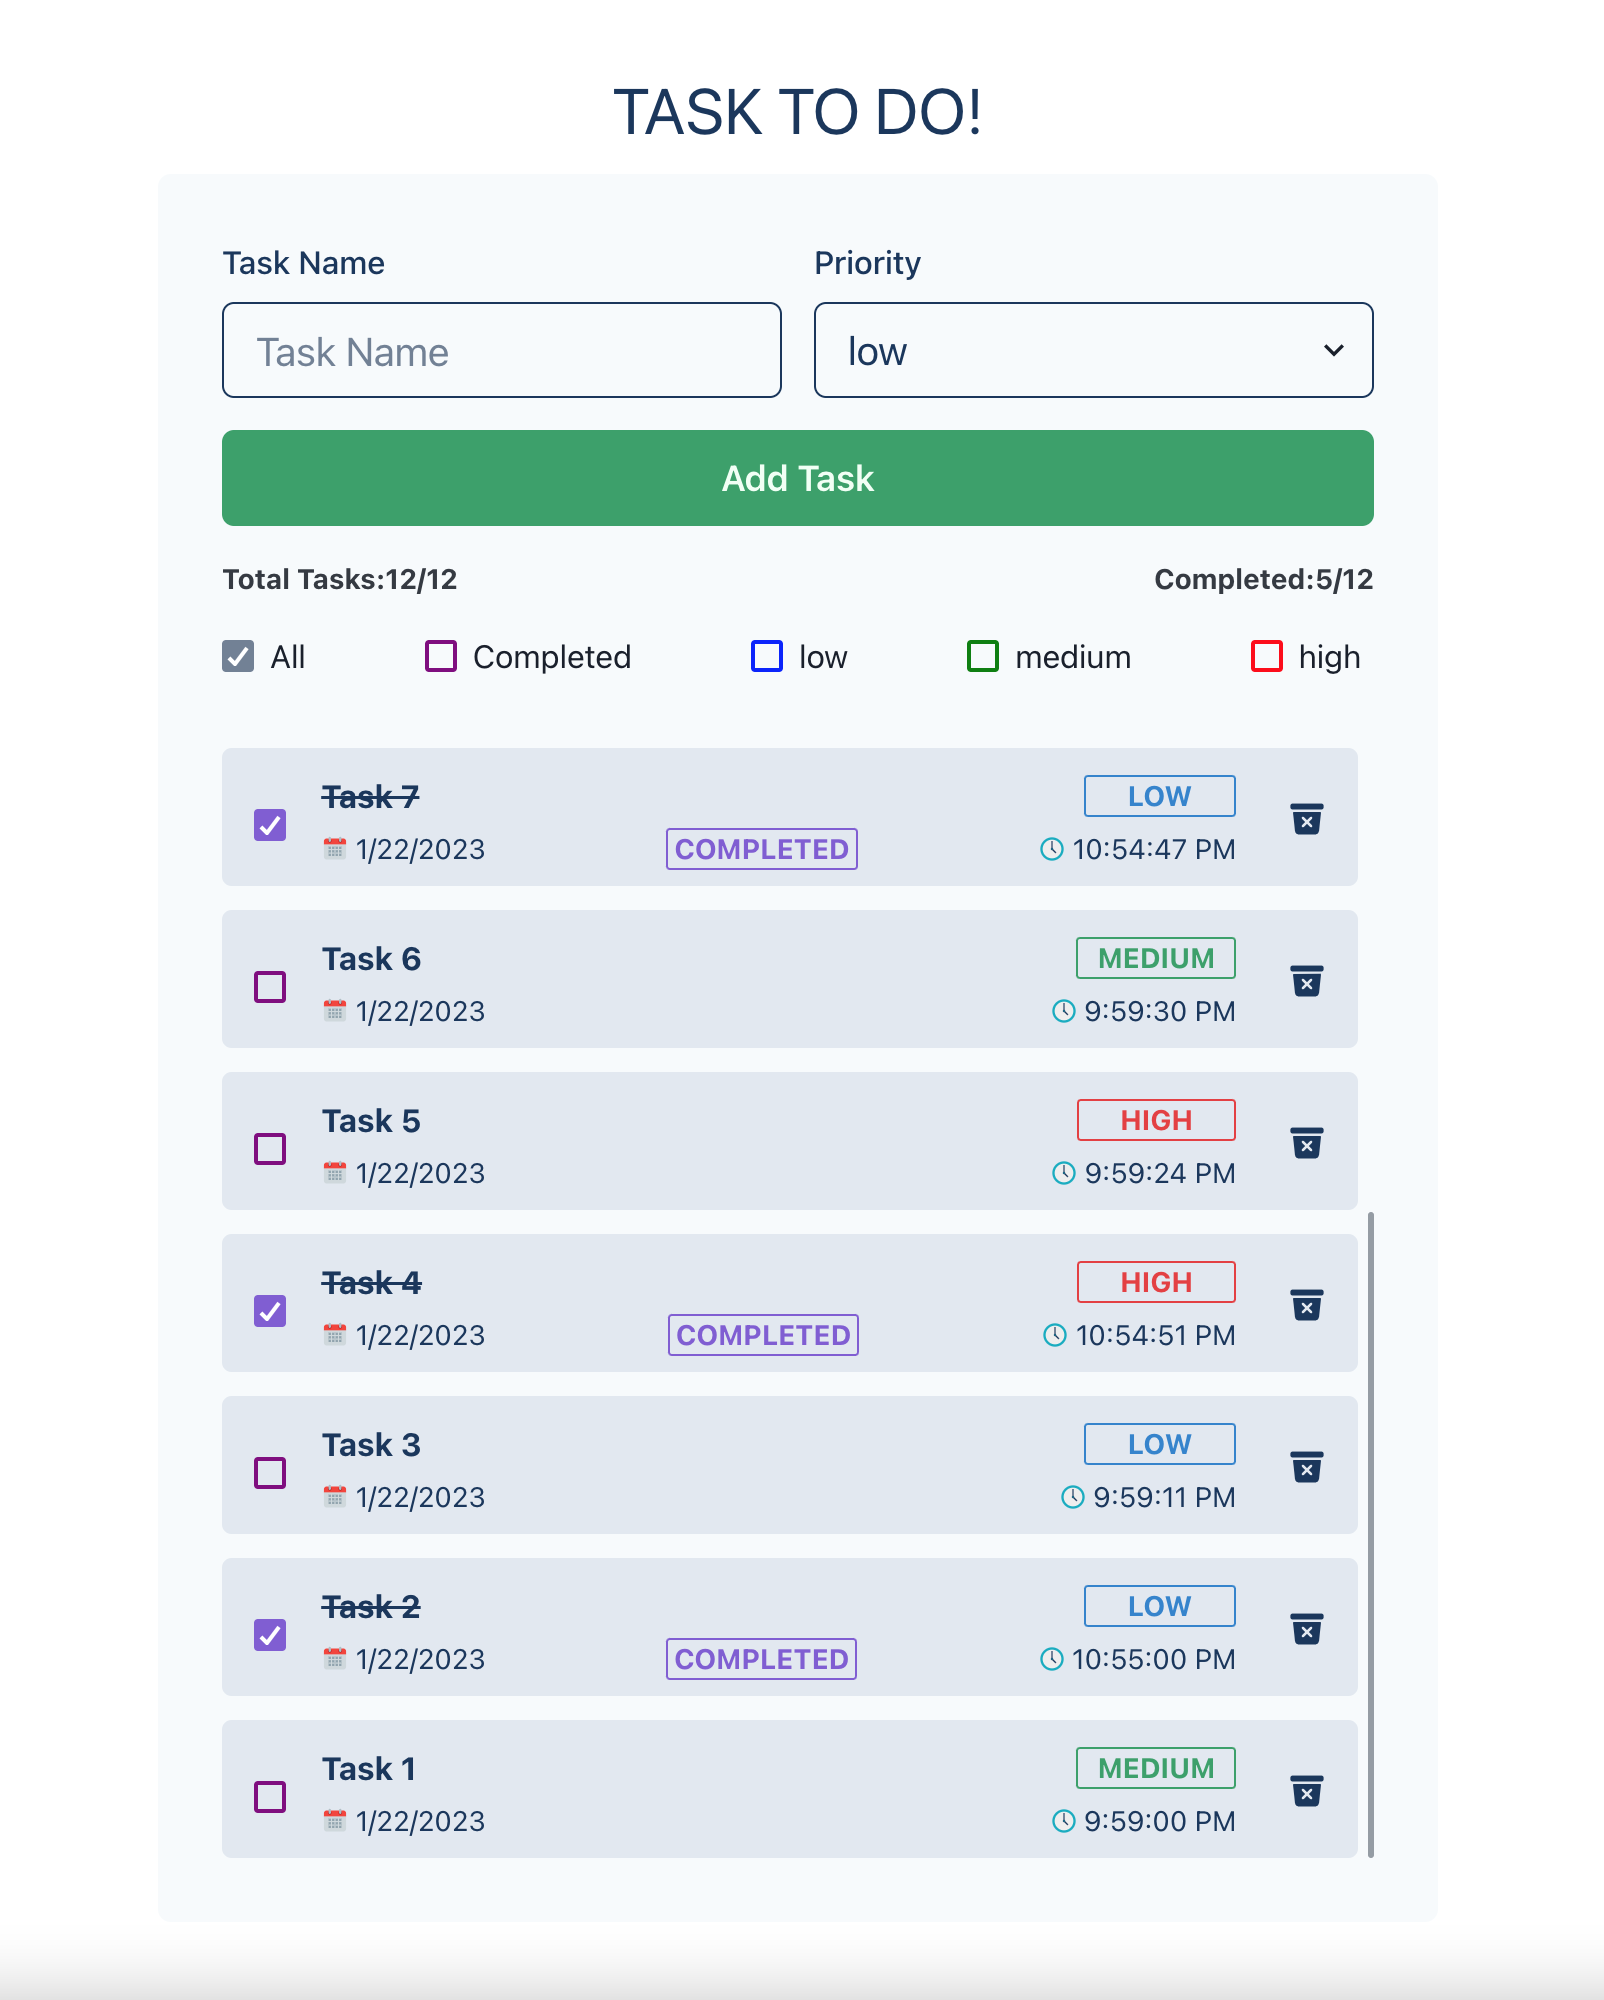 TASK TO DO!
Task Name Priority
Task Name low
Add Task
Total Tasks:12/12 Completed:5/12
All Completed low medium high
Task 7 LOW
1/22/2023 COMPLETED 10:54:47 PM
Task 6 MEDIUM
1/22/2023 9:59:30 PM
Task 5 HIGH
1/22/2023 9:59:24 PM
Task 4 HIGH
1/22/2023 COMPLETED 10:54:51 PM
Task 3 LOW
1/22/2023 9:59:11 PM
Task 2 LOW
1/22/2023 COMPLETED 10:55:00 PM
Task 1 MEDIUM
1/22/2023 9:59:00 PM